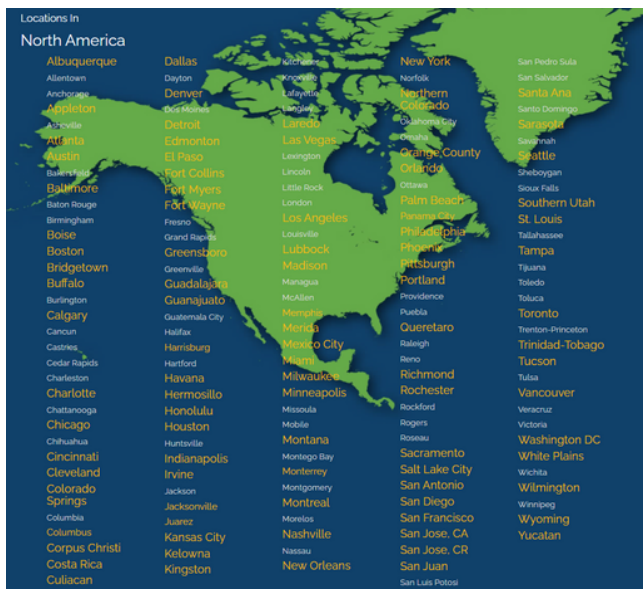 Locations In
North America
Albuquerque
Allentown
Anchorage
Appleton
Asheville
Atlanta
Austin
Bakersfield
Baltimore
Baton Rouge
Birmingham
Boise
Boston
Bridgetown
Buffalo
Burlington
Calgary
Cancun
Castries
Cedar Rapids
Charleston
Charlotte
Chattanooga
Chicago
Chihuahua
Cincinnati
Cleveland
Colorado
Springs
Columbia
Columbus
Corpus Christi
Costa Rica
Culiacan
Dallas
Dayton
Denver
Des Moines
Detroit
Edmonton
El Paso
Fort Collins
Fort Myers
Fort Wayne
Fresno
Grand Rapids
Greensboro
Greenville
Guadalajara
Guanajuato
Guatemala City
Halifax
Harrisburg
Hartford
Havana
Hermosillo
Honolulu
Houston
Huntsville
Indianapolis
Irvine
Jackson
Jacksonville
Juarez
Kansas City
Kelowna
Kingston
Kitchener
Knoxville
Lafayette
Langley
Laredo
Las Vegas
Lexington
Lincoln
Little Rock
London
Los Angeles
Louisville
Lubbock
Madison
Managua
McAllen
Memphis
Merida
Mexico City
Miami
Milwaukee
Minneapolis
Missoula
Mobile
Montana
Montego Bay
Monterrey
Montgomery
Montreal
Morelos
Nashville
Nassau
New Orleans
New York
Norfolk
Northern
Colorado
Oklahoma City
Omaha
Orange County
Orlando
Ottawa
Palm Beach
Panama City
Philadelphia
Phoenix
Pittsburgh
Portland
Providence
Puebla
Queretaro
Raleigh
Reno
Richmond
Rochester
Rockford
Rogers
Roseau
Sacramento
Salt Lake City
San Antonio
San Diego
San Francisco
San Jose, CA
San Jose, CR
San Juan
San Luis Potosi
San Pedro Sula
San Salvador
Santa Ana
Santo Domingo
Sarasota
Savannah
Seattle
Sheboygan
Sioux Falls
Southern Utah
St. Louis
Tallahassee
Tampa
Tijuana
Toledo
Toluca
Toronto
Trenton-Princeton
Trinidad-Tobago
Tucson
Tulsa
Vancouver
Veracruz
Victoria
Washington DC
White Plains
Wichita
Wilmington
Winnipeg
Wyoming
Yucatan